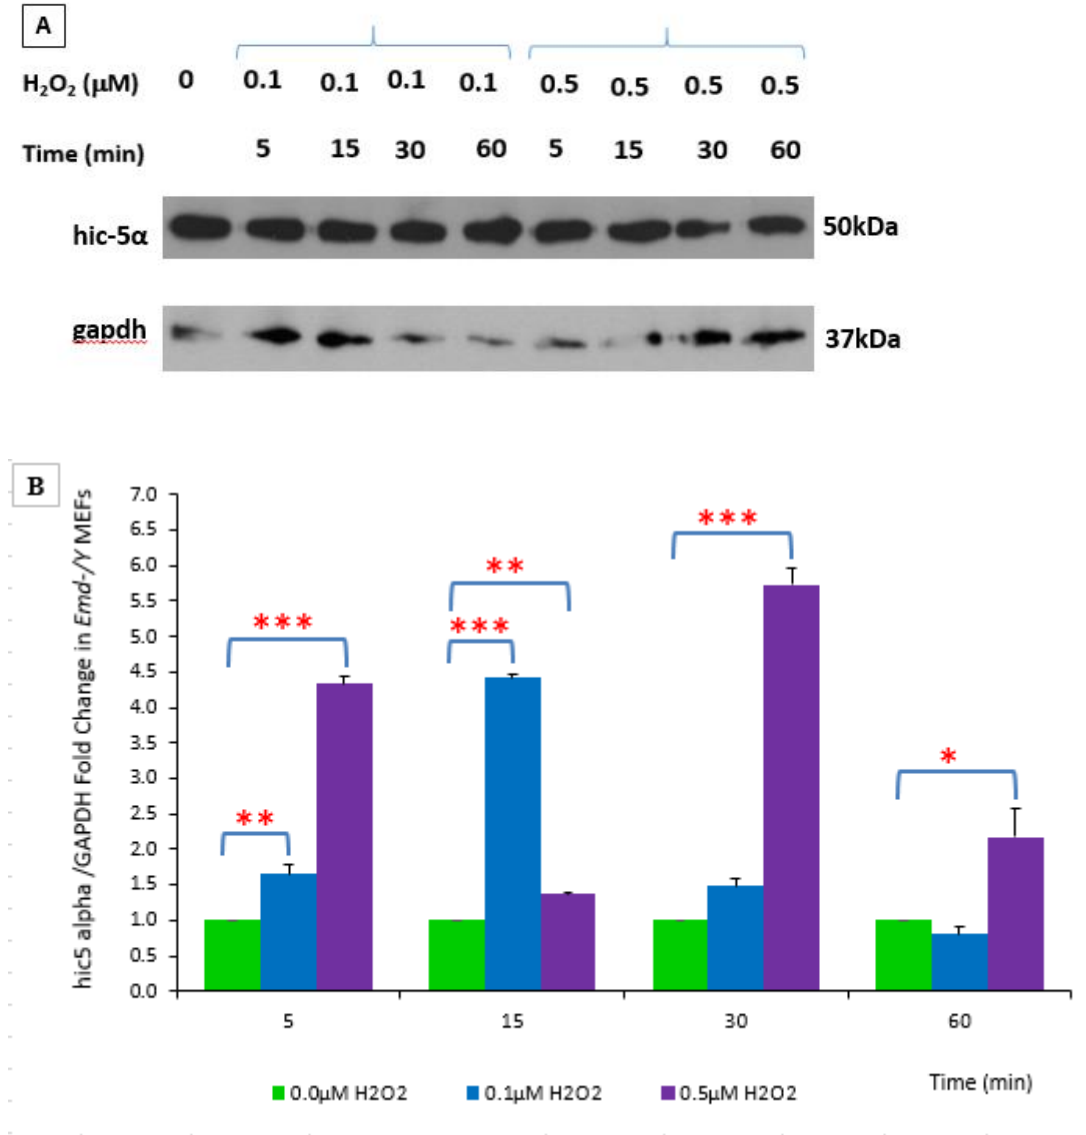 A
H₂O₂ (µM) 0 0.1 0.1 0.1 0.1 0.5 0.5 0.5 0.5
Time (min) 5 15 30 60 5 15 30 60
hic-5α 50kDa
gapdh 37kDa
B
hic5 alpha /GAPDH Fold Change in Emd-/Y MEFs
7.0
6.5
6.0
5.5
5.0
4.5
4.0
3.5
3.0
2.5
2.0
1.5
1.0
0.5
0.0
***
**
***
**
***
*
5 15 30 60
Time (min)
0.0µM H2O2 0.1µM H2O2 0.5µM H2O2